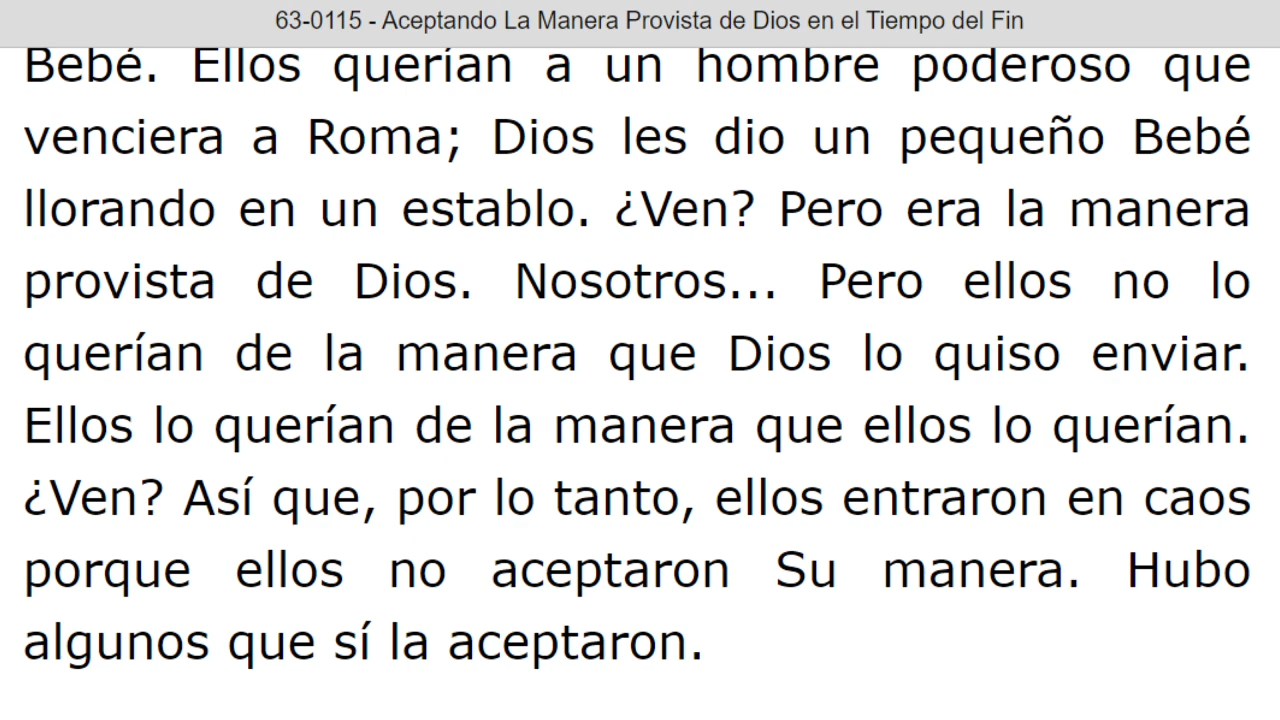 63-0115 - Aceptando La Manera Provista de Dios en el Tiempo del Fin
Bebé. Ellos querían a un hombre poderoso que
venciera a Roma; Dios les dio un pequeño Bebé
llorando en un establo. ¿Ven? Pero era la manera
provista de Dios. Nosotros... Pero ellos no lo
querían de la manera que Dios lo quiso enviar.
Ellos lo querían de la manera que ellos lo querían.
¿Ven? Así que, por lo tanto, ellos entraron en caos
porque ellos no aceptaron Su manera. Hubo
algunos que sí la aceptaron.